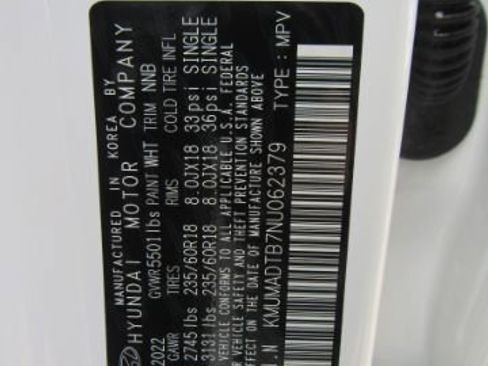 MANUFACTURED IN KOREA BY
HYUNDAI MOTOR COMPANY
2022 GVWR 5501 lbs PAINT WHT TRIM NNB
GAWR TIRES RIMS COLD TIRE INFL
2745 lbs 235/60R18 8.0JX18 33psi SINGLE
3131 lbs 235/60R18 8.0JX18 36psi SINGLE
VEHICLE CONFORMS TO ALL APPLICABLE U.S.A. FEDERAL
VEHICLE SAFETY AND THEFT PREVENTION STANDARDS
EFFECT ON THE DATE OF MANUFACTURE SHOWN ABOVE
I.N KMUMADTB7NU062379 TYPE : MPV